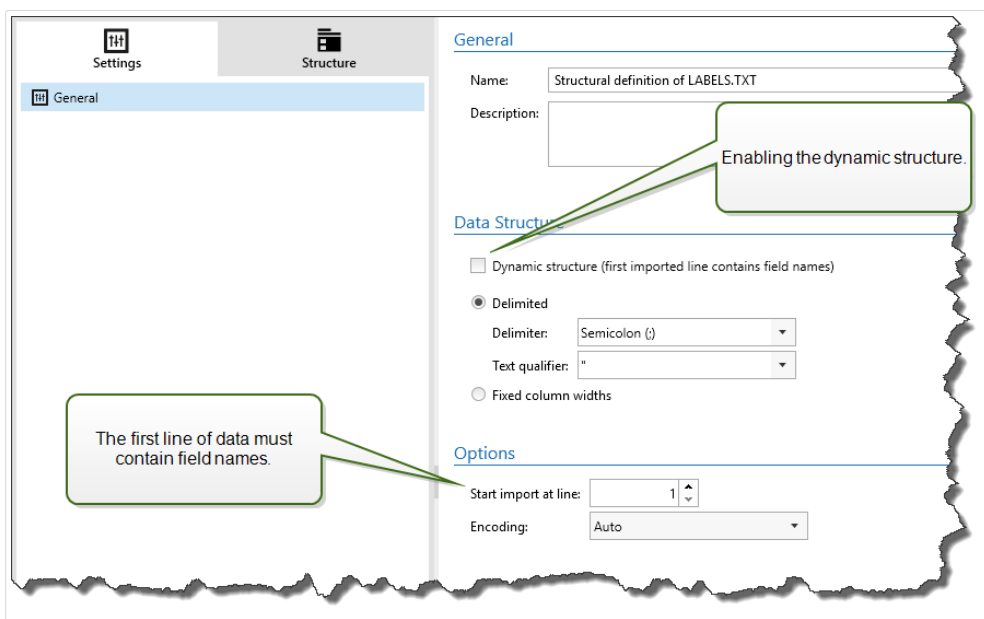 Settings
Structure
General
General
Name: Structural definition of LABELS.TXT
Description:
Enabling the dynamic structure.
Data Structure
Dynamic structure (first imported line contains field names)
Delimited
Delimiter: Semicolon (;)
Text qualifier: "
Fixed column widths
The first line of data must
contain field names.
Options
Start import at line: 1
Encoding: Auto